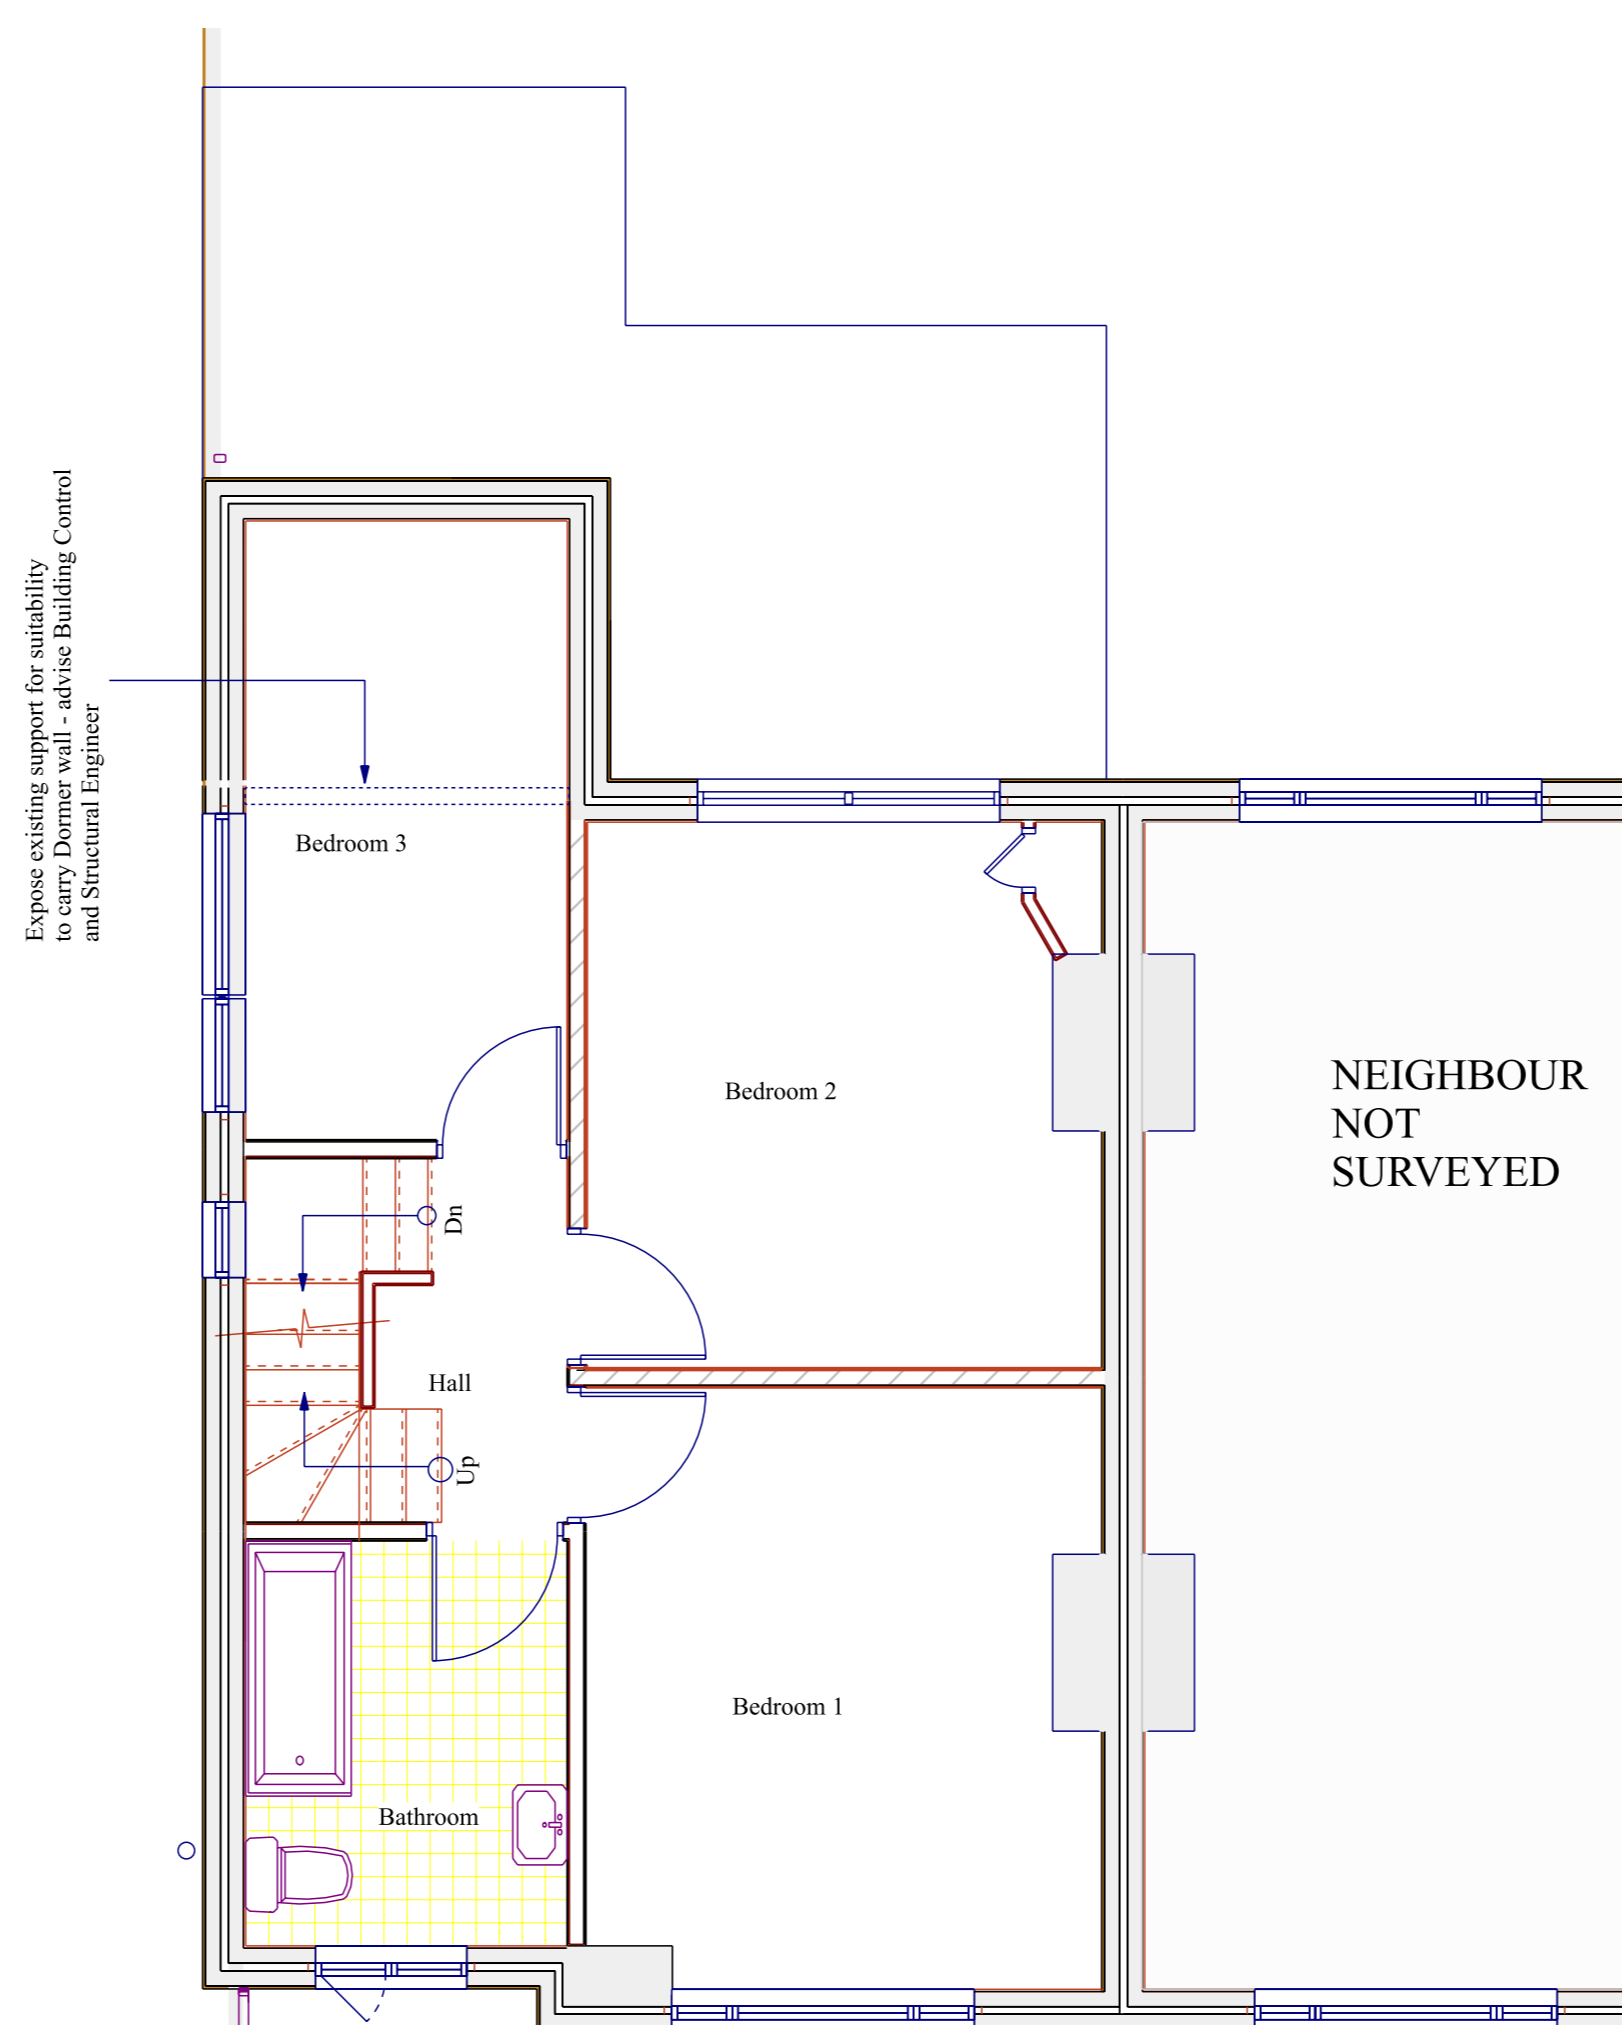 Expose existing support for suitability
to carry Dormer wall - advise Building Control
and Structural Engineer
Bedroom 3
Bedroom 2
NEIGHBOUR
NOT
SURVEYED
Dn
Hall
Up
Bedroom 1
Bathroom